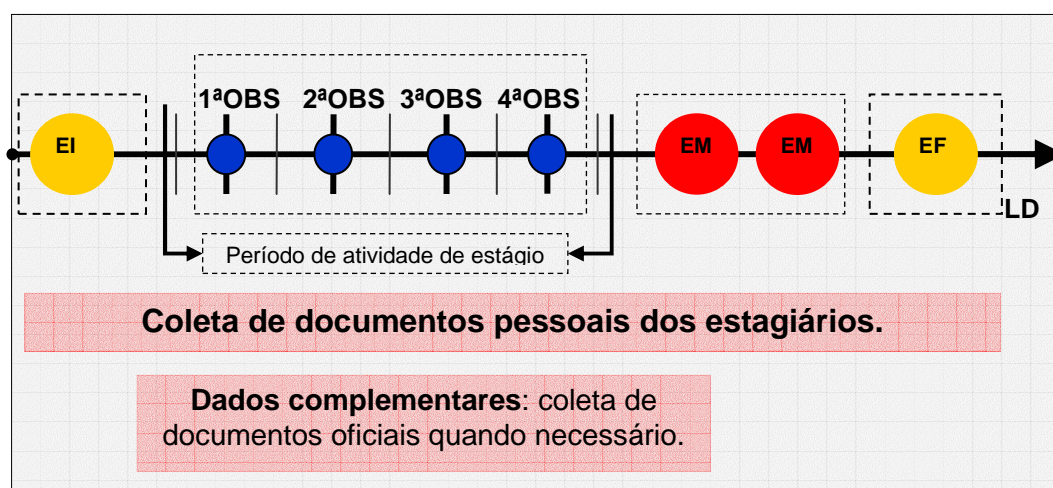 1ªOBS 2ªOBS 3ªOBS 4ªOBS
EI EM EM EF
LD
Período de atividade de estágio
Coleta de documentos pessoais dos estagiários.
Dados complementares: coleta de
documentos oficiais quando necessário.